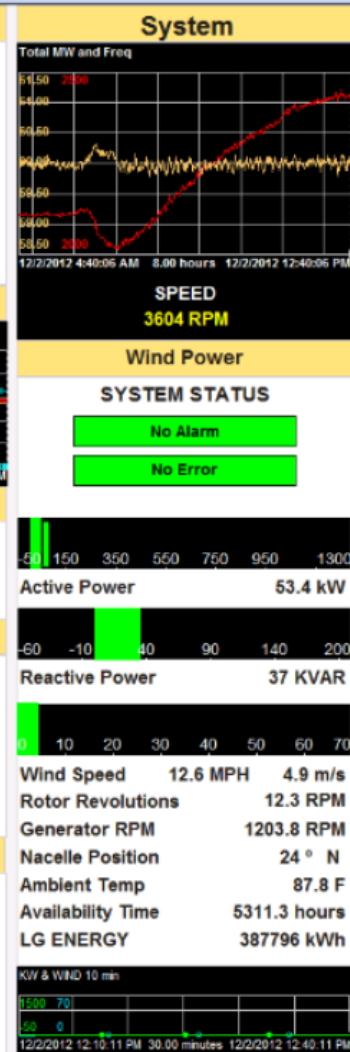 System
Total MW and Freq
61.50 2500
61.00
60.50
59.50
59.00
58.50 2000
12/2/2012 4:40:06 AM 8.00 hours 12/2/2012 12:40:06 PM
SPEED
3604 RPM
Wind Power
SYSTEM STATUS
No Alarm
No Error
-50 150 350 550 750 950 1300
Active Power 53.4 kW
-60 -10 40 90 140 200
Reactive Power 37 KVAR
0 10 20 30 40 50 60 70
Wind Speed 12.6 MPH 4.9 m/s
Rotor Revolutions 12.3 RPM
Generator RPM 1203.8 RPM
Nacelle Position 24 ° N
Ambient Temp 87.8 F
Availability Time 5311.3 hours
LG ENERGY 387796 kWh
KW & WIND 10 min
1500 70
-50 0
12/2/2012 12:10:11 PM 30.00 minutes 12/2/2012 12:40:11 PM